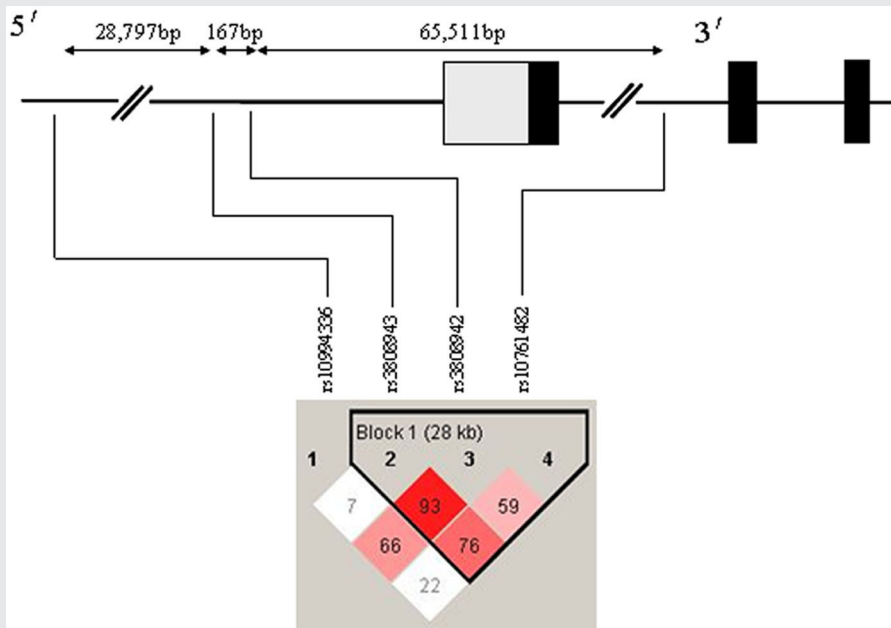 5′ 3′
28,797bp 167bp 65,511bp
rs10994336
rs3808943
rs3808942
rs10761482
Block 1 (28 kb)
1 2 3 4
7 93 59
66 76
22